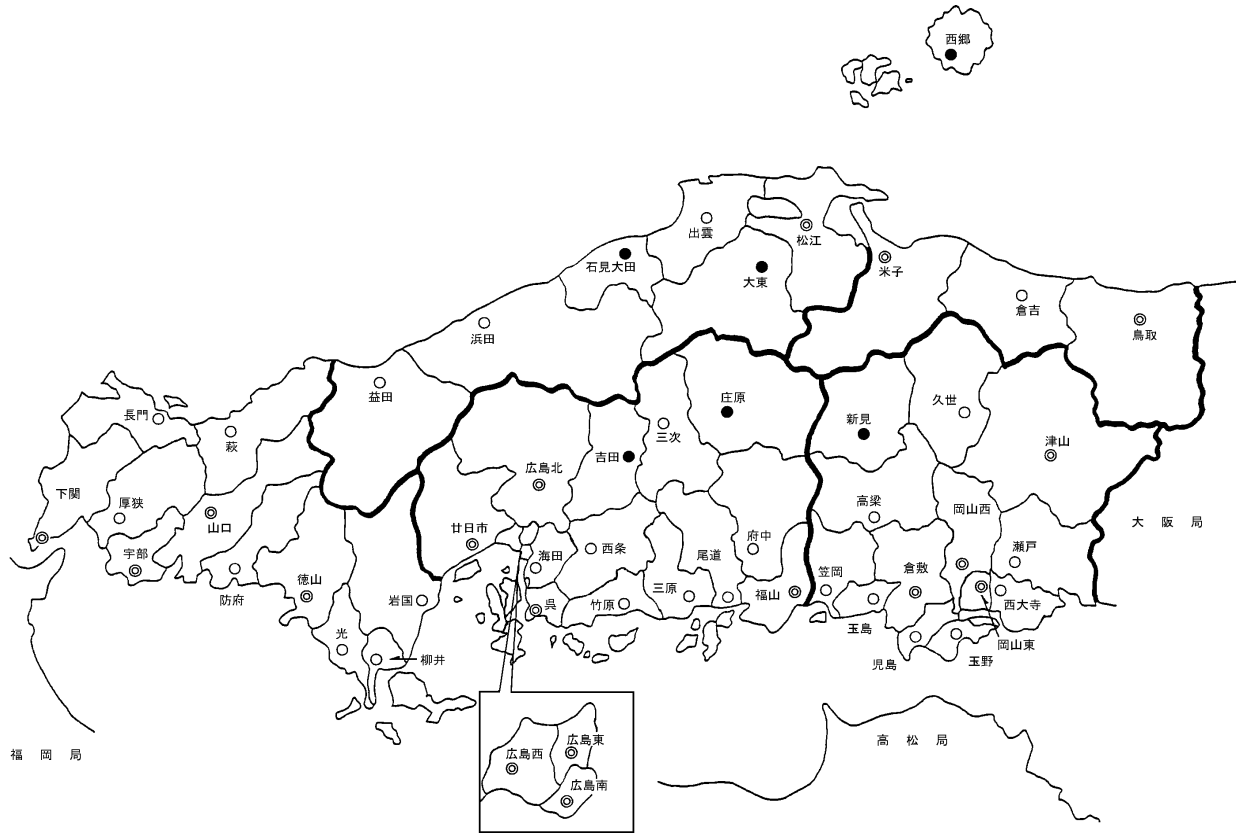 西郷
出雲
松江
石見大田
大東
米子
倉吉
鳥取
浜田
益田
庄原
新見
久世
長門
萩
三次
津山
吉田
広島北
下関
厚狭
山口
高梁
岡山西
大阪局
廿日市
宇部
海田
西条
尾道
府中
瀬戸
笠岡
倉敷
徳山
防府
岩国
呉
竹原
三原
福山
西大寺
玉島
光
柳井
児島
玉野
岡山東
福岡局
高松局
広島東
広島西
広島南